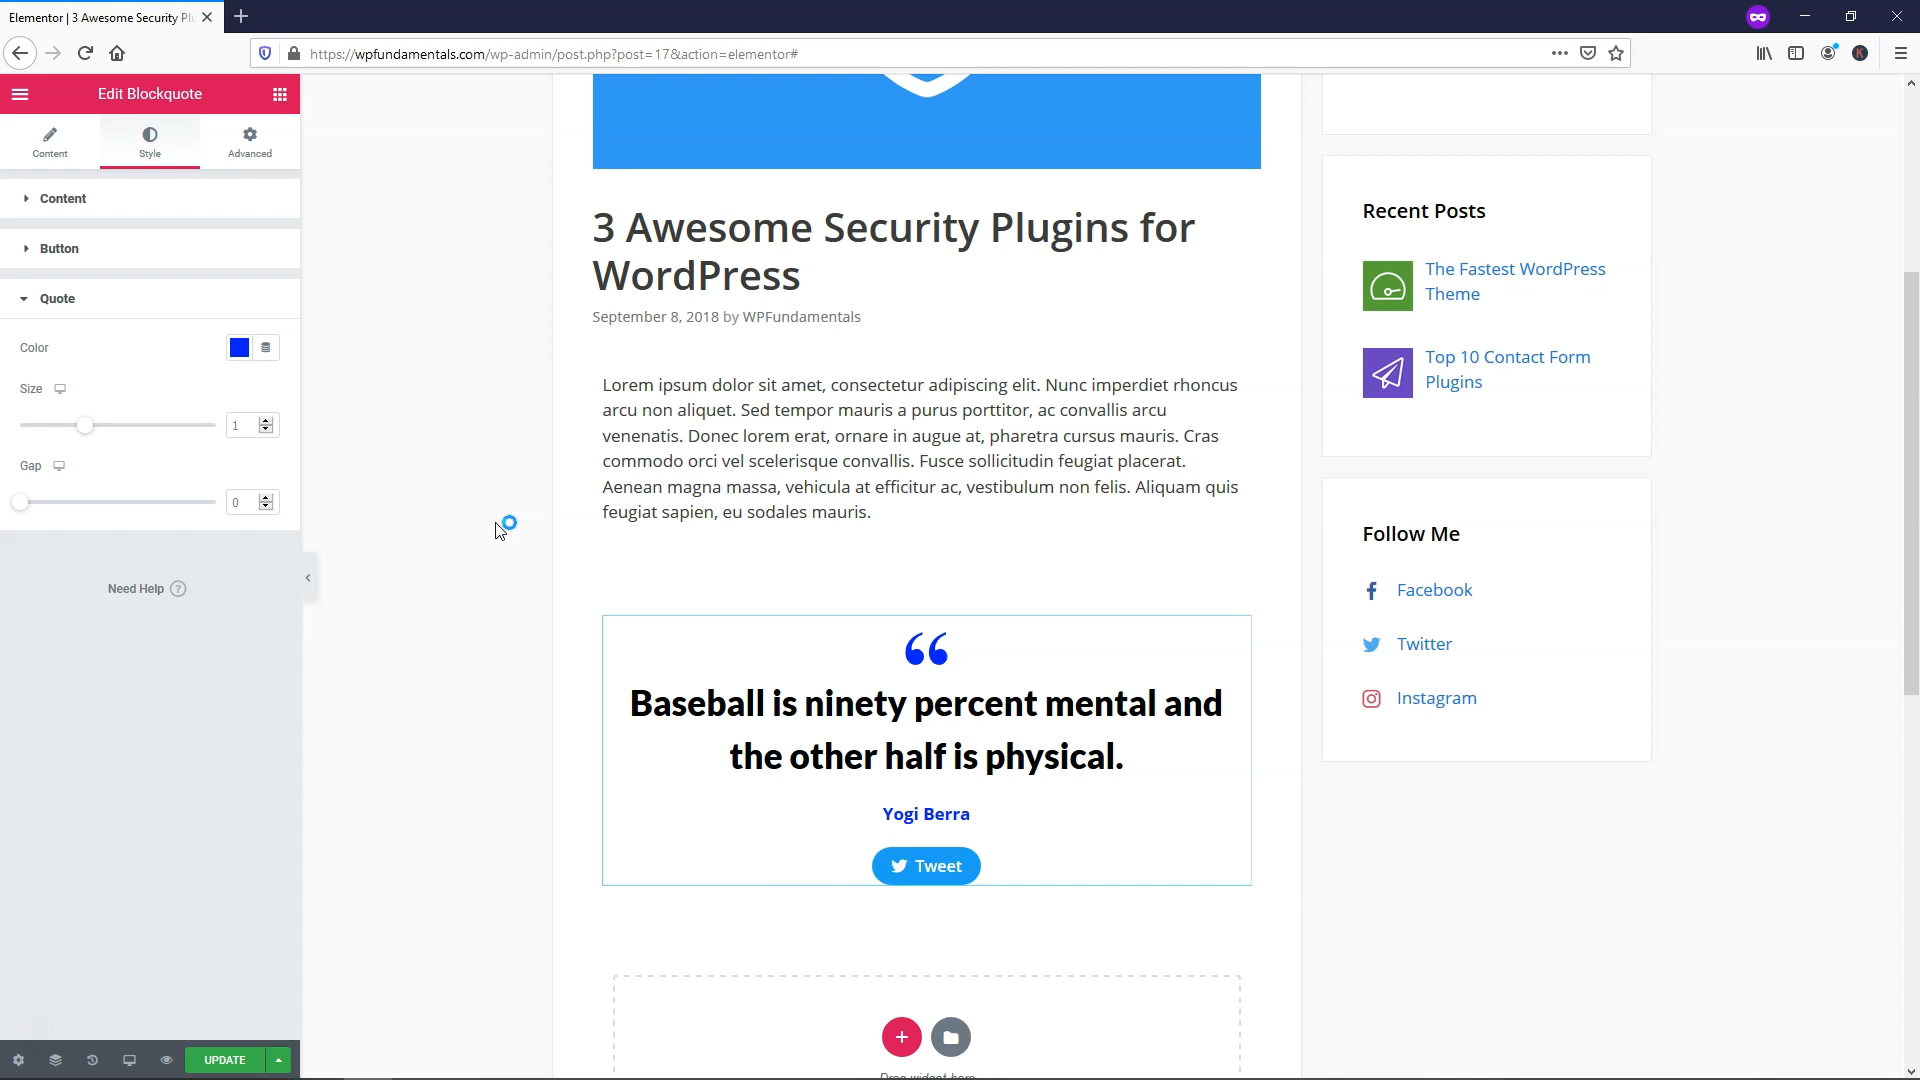 Elementor | 3 Awesome Security Pl
https://wpfundamentals.com/wp-admin/post.php?post=17&action=elementor#
Edit Blockquote
Content
Style
Advanced
Content
Button
Quote
Color
Size
1
Gap
0
Need Help ?
UPDATE
3 Awesome Security Plugins for
WordPress
September 8, 2018 by WPFundamentals
Lorem ipsum dolor sit amet, consectetur adipiscing elit. Nunc imperdiet rhoncus
arcu non aliquet. Sed tempor mauris a purus porttitor, ac convallis arcu
venenatis. Donec lorem erat, ornare in augue at, pharetra cursus mauris. Cras
commodo orci vel scelerisque convallis. Fusce sollicitudin feugiat placerat.
Aenean magna massa, vehicula at efficitur ac, vestibulum non felis. Aliquam quis
feugiat sapien, eu sodales mauris.
“
Baseball is ninety percent mental and
the other half is physical.
Yogi Berra
Tweet
Drag widget here
Recent Posts
The Fastest WordPress
Theme
Top 10 Contact Form
Plugins
Follow Me
Facebook
Twitter
Instagram
K